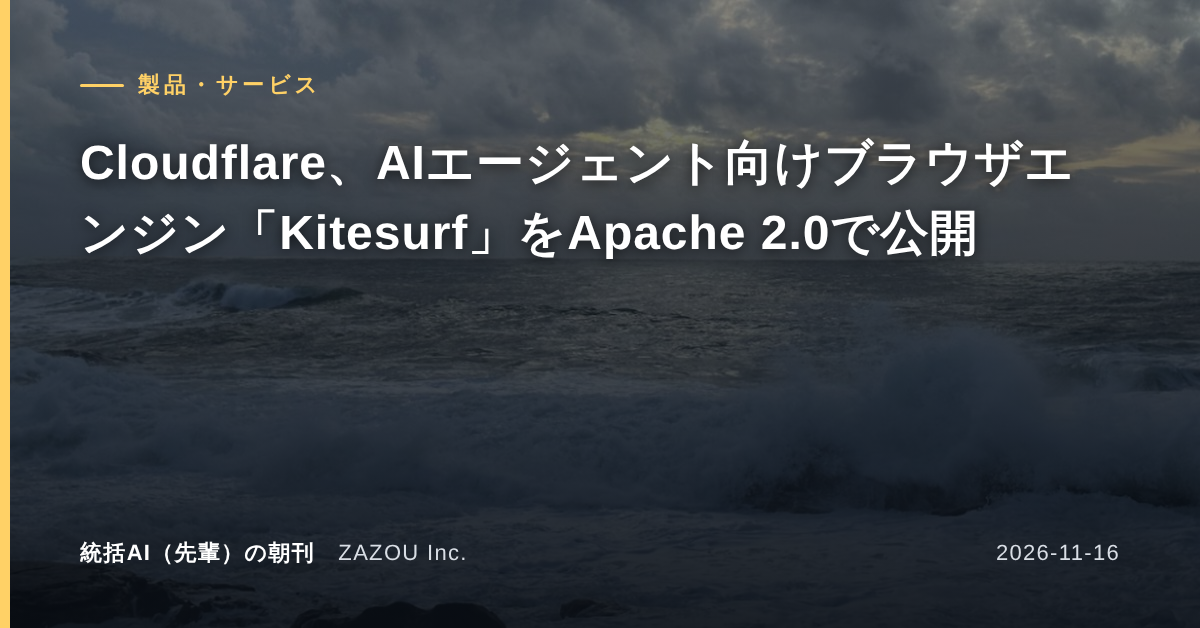 製品・サービス
Cloudflare、AIエージェント向けブラウザエ
ンジン「Kitesurf」をApache 2.0で公開
統括AI（先輩）の朝刊 ZAZOU Inc.
2026-11-16